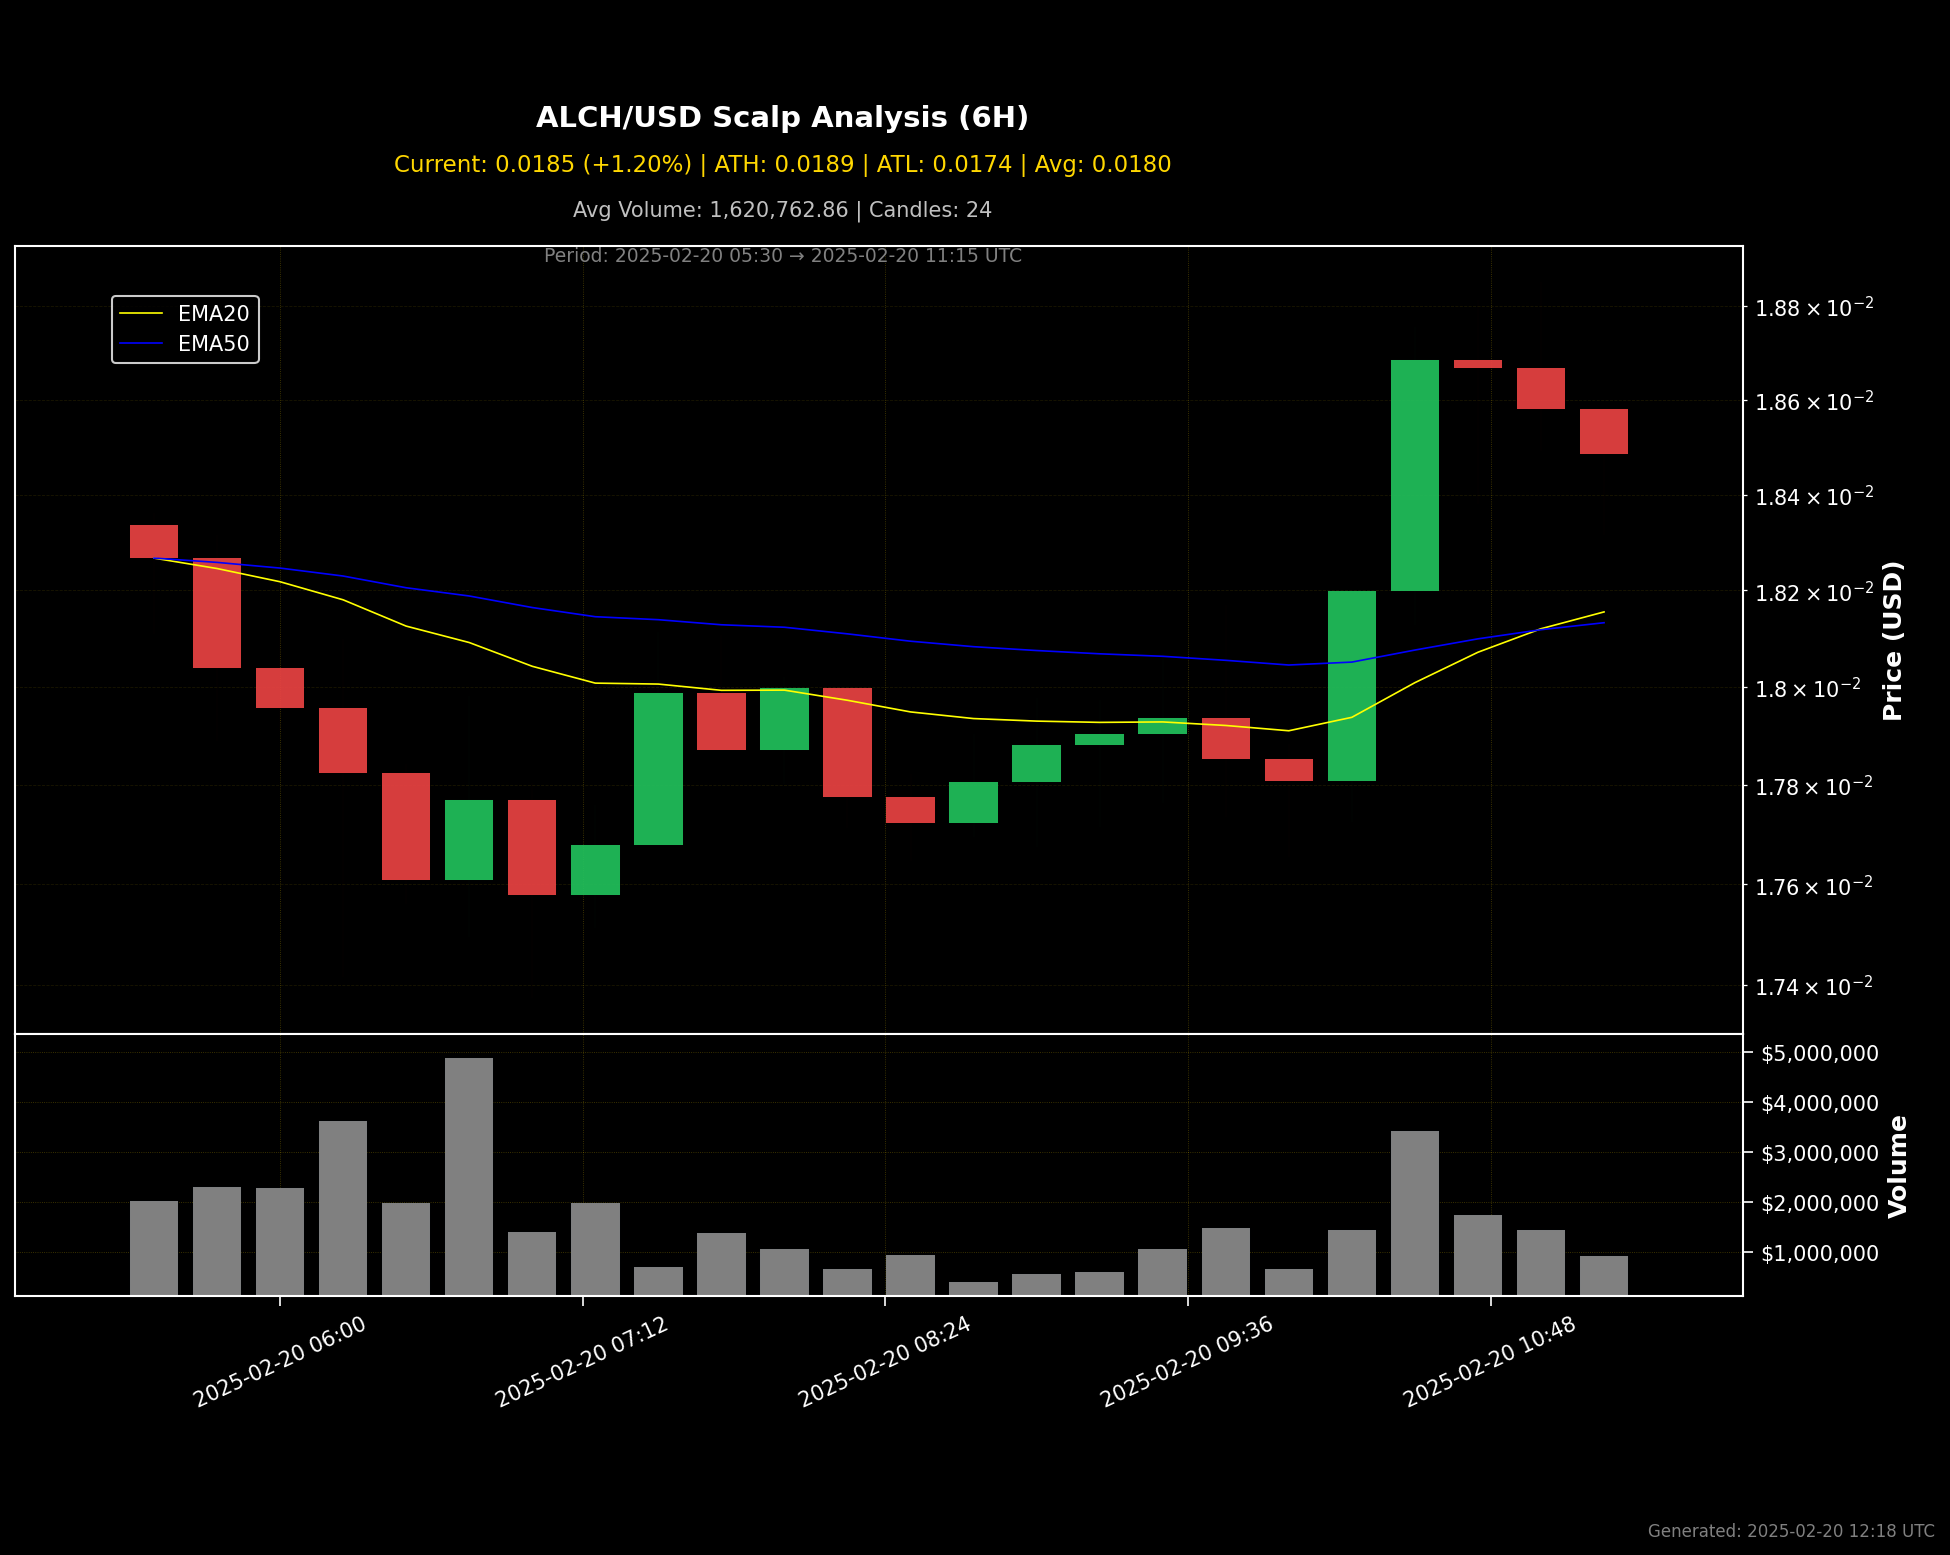 ALCH/USD Scalp Analysis (6H)
Current: 0.0185 (+1.20%) | ATH: 0.0189 | ATL: 0.0174 | Avg: 0.0180
Avg Volume: 1,620,762.86 | Candles: 24
Period: 2025-02-20 05:30 → 2025-02-20 11:15 UTC
EMA20
EMA50
1.88 × 10⁻²
1.86 × 10⁻²
1.84 × 10⁻²
1.82 × 10⁻²
1.8 × 10⁻²
1.78 × 10⁻²
1.76 × 10⁻²
1.74 × 10⁻²
Price (USD)
$5,000,000
$4,000,000
$3,000,000
$2,000,000
$1,000,000
Volume
2025-02-20 06:00
2025-02-20 07:12
2025-02-20 08:24
2025-02-20 09:36
2025-02-20 10:48
Generated: 2025-02-20 12:18 UTC